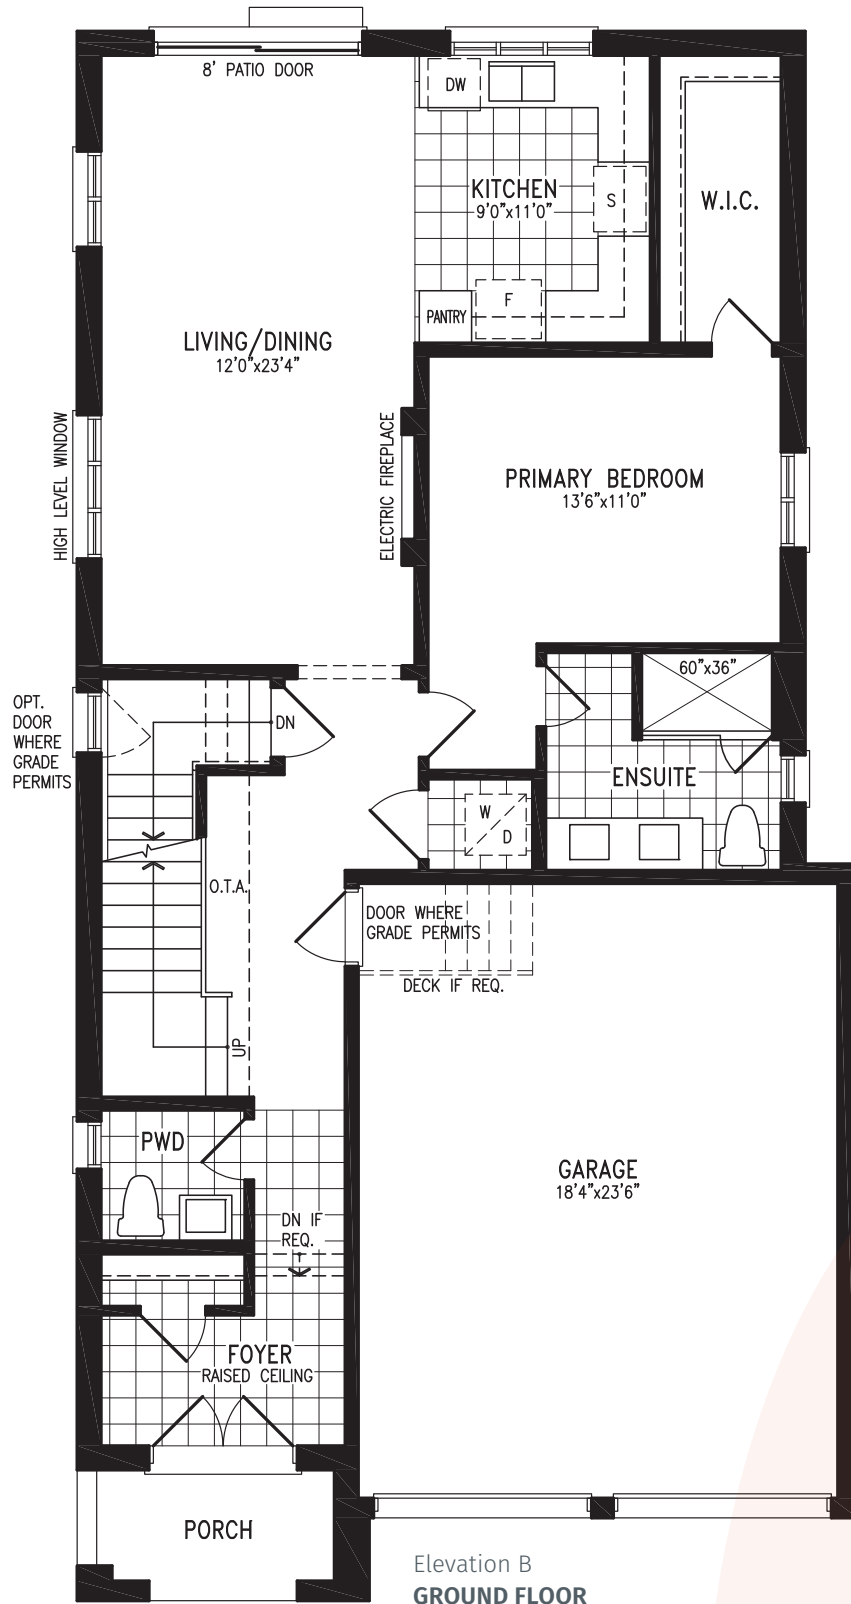 8' PATIO DOOR
DW
KITCHEN
9'0"x11'0"
S
W.I.C.
F
PANTRY
LIVING/DINING
12'0"x23'4"
HIGH LEVEL WINDOW
ELECTRIC FIREPLACE
PRIMARY BEDROOM
13'6"x11'0"
60"x36"
OPT.
DOOR
WHERE
GRADE
PERMITS
DN
ENSUITE
W
D
O.T.A.
DOOR WHERE
GRADE PERMITS
DECK IF REQ.
UP
PWD
GARAGE
18'4"x23'6"
DN IF
REQ.
FOYER
RAISED CEILING
PORCH
Elevation B
GROUND FLOOR